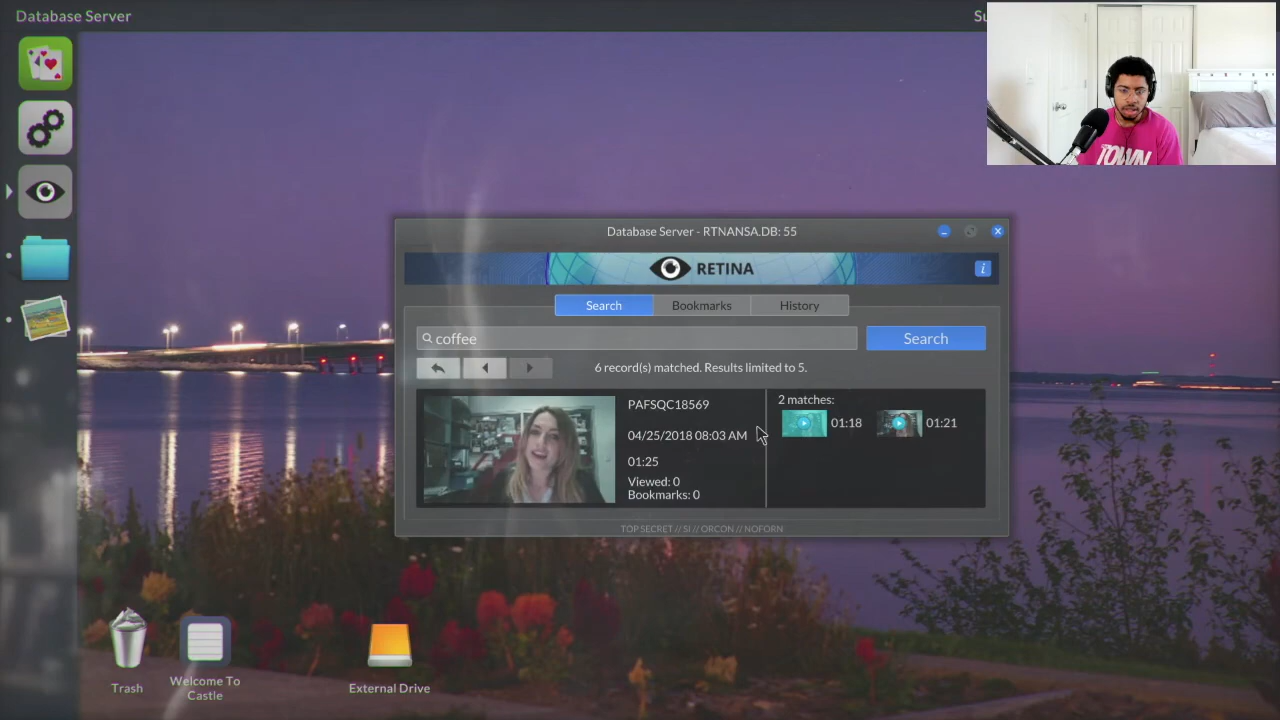 Database Server
Su
TOWN
Database Server - RTNANSA.DB: 55
RETINA
i
Search
Bookmarks
History
coffee
Search
6 record(s) matched. Results limited to 5.
PAFSQC18569
04/25/2018 08:03 AM
01:25
Viewed: 0
Bookmarks: 0
2 matches:
01:18
01:21
TOP SECRET // SI // ORCON // NOFORN
Trash
Welcome To
Castle
External Drive